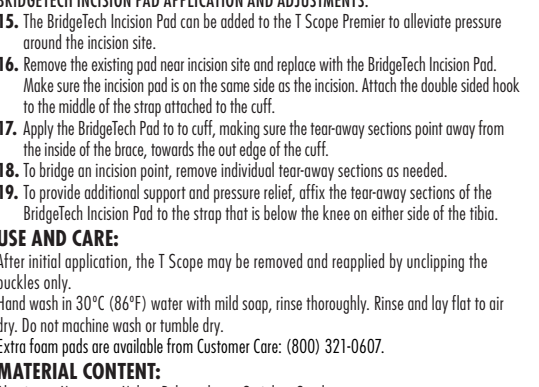 BRIDGETECH INCISION PAD APPLICATION AND ADJUSTMENTS:
15. The BridgeTech Incision Pad can be added to the T Scope Premier to alleviate pressure
around the incision site.
16. Remove the existing pad near incision site and replace with the BridgeTech Incision Pad.
Make sure the incision pad is on the same side as the incision. Attach the double sided hook
to the middle of the strap attached to the cuff.
17. Apply the BridgeTech Pad to to cuff, making sure the tear-away sections point away from
the inside of the brace, towards the out edge of the cuff.
18. To bridge an incision point, remove individual tear-away sections as needed.
19. To provide additional support and pressure relief, affix the tear-away sections of the
BridgeTech Incision Pad to the strap that is below the knee on either side of the tibia.
USE AND CARE:
After initial application, the T Scope may be removed and reapplied by unclipping the
buckles only.
Hand wash in 30°C (86°F) water with mild soap, rinse thoroughly. Rinse and lay flat to air
dry. Do not machine wash or tumble dry.
Extra foam pads are available from Customer Care: (800) 321-0607.
MATERIAL CONTENT: